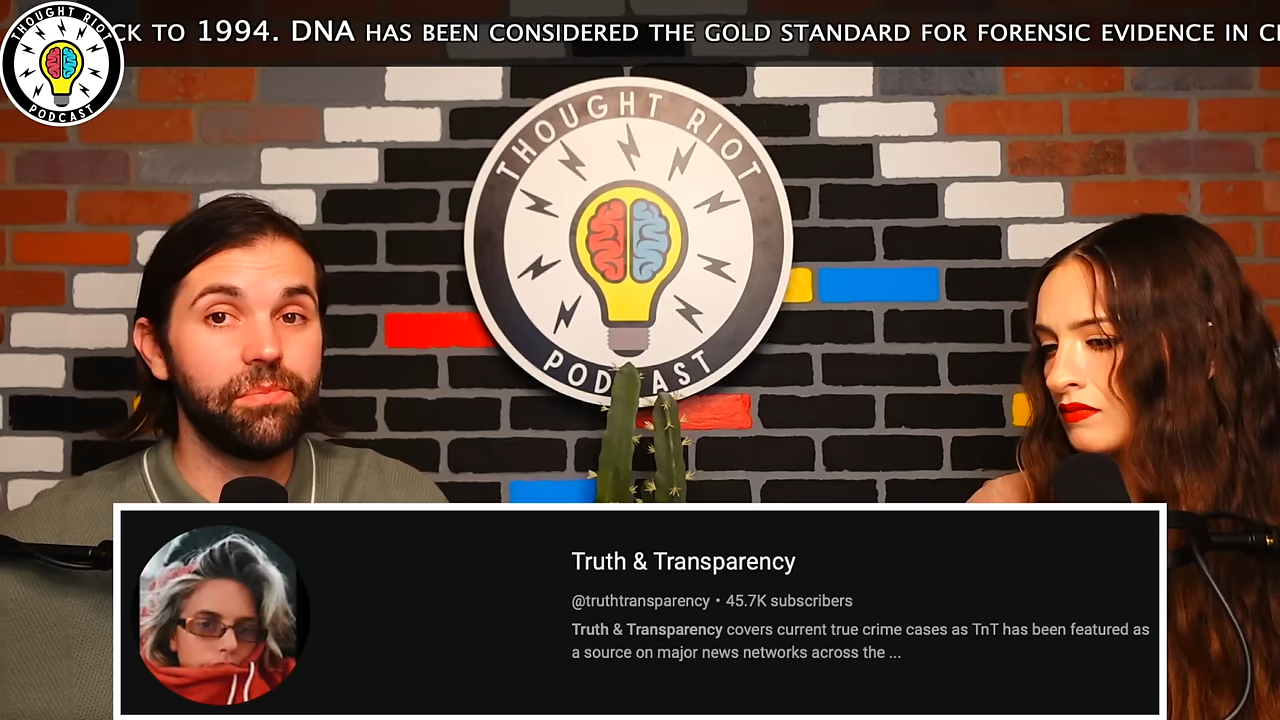 CK TO 1994. DNA HAS BEEN CONSIDERED THE GOLD STANDARD FOR FORENSIC EVIDENCE IN
THOUGHT RIOT
PODCAST
THOUGHT RIOT
PODCAST
Truth & Transparency
@truthtransparency • 45.7K subscribers
Truth & Transparency covers current true crime cases as TnT has been featured as
a source on major news networks across the ...